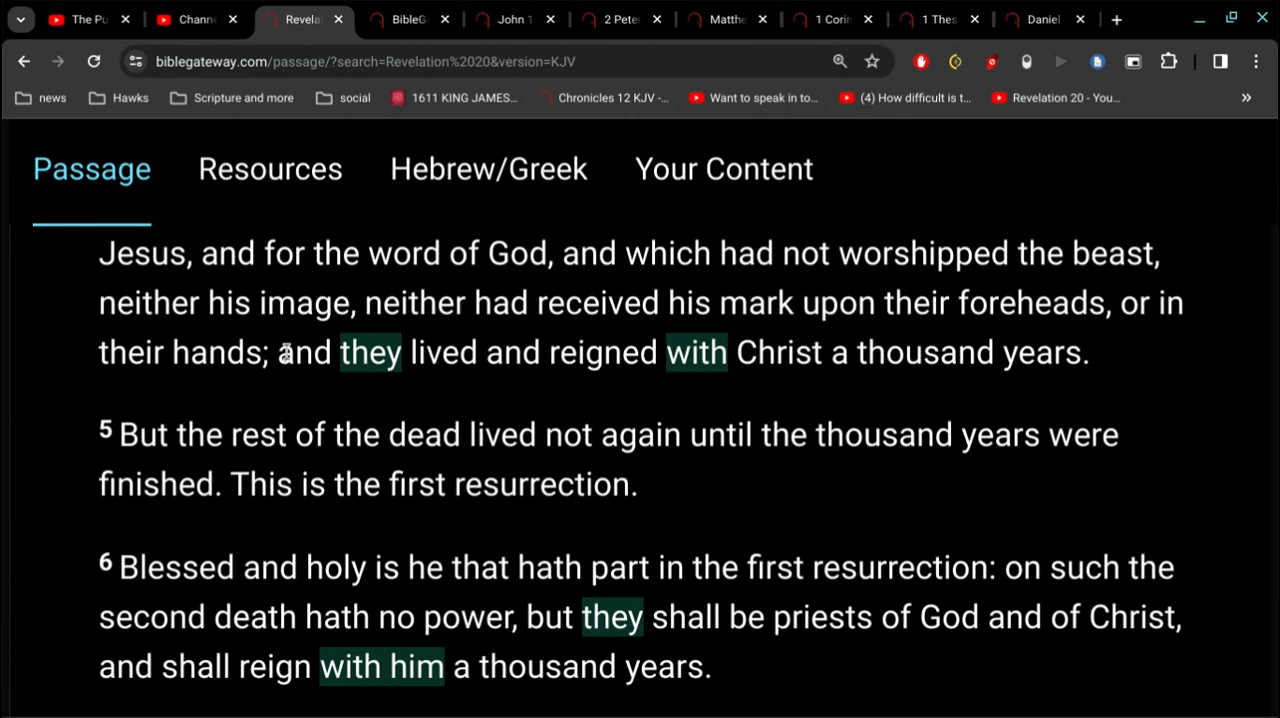 The Pu
Chann
Revela
BibleG
John 1
2 Peter
Matthe
1 Corin
1 Thes
Daniel
biblegateway.com/passage/?search=Revelation%2020&version=KJV
news
Hawks
Scripture and more
social
1611 KING JAMES...
Chronicles 12 KJV -...
Want to speak in to...
(4) How difficult is t...
Revelation 20 - You...
Passage
Resources
Hebrew/Greek
Your Content
Jesus, and for the word of God, and which had not worshipped the beast,
neither his image, neither had received his mark upon their foreheads, or in
their hands; and they lived and reigned with Christ a thousand years.
5 But the rest of the dead lived not again until the thousand years were
finished. This is the first resurrection.
6 Blessed and holy is he that hath part in the first resurrection: on such the
second death hath no power, but they shall be priests of God and of Christ,
and shall reign with him a thousand years.